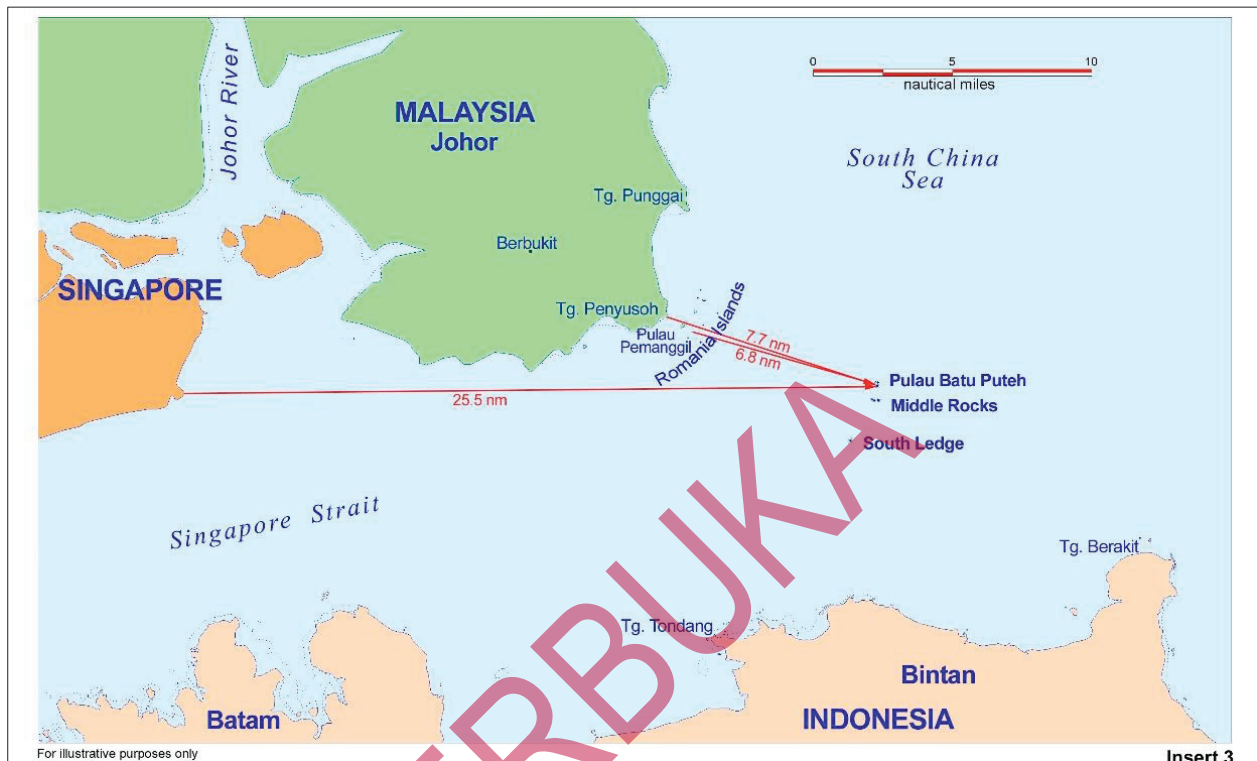 0 5 10
nautical miles
Johor River
MALAYSIA
Johor
South China
Sea
Tg. Punggai
Berbukit
SINGAPORE
Tg. Penyusoh
Pulau
Pemanggil
Romania Islands
7.7 nm
6.8 nm
Pulau Batu Puteh
25.5 nm
Middle Rocks
South Ledge
Singapore Strait
Tg. Berakit
Tg. Tondang
Bintan
Batam
INDONESIA
For illustrative purposes only
Insert 3
ERBUKA